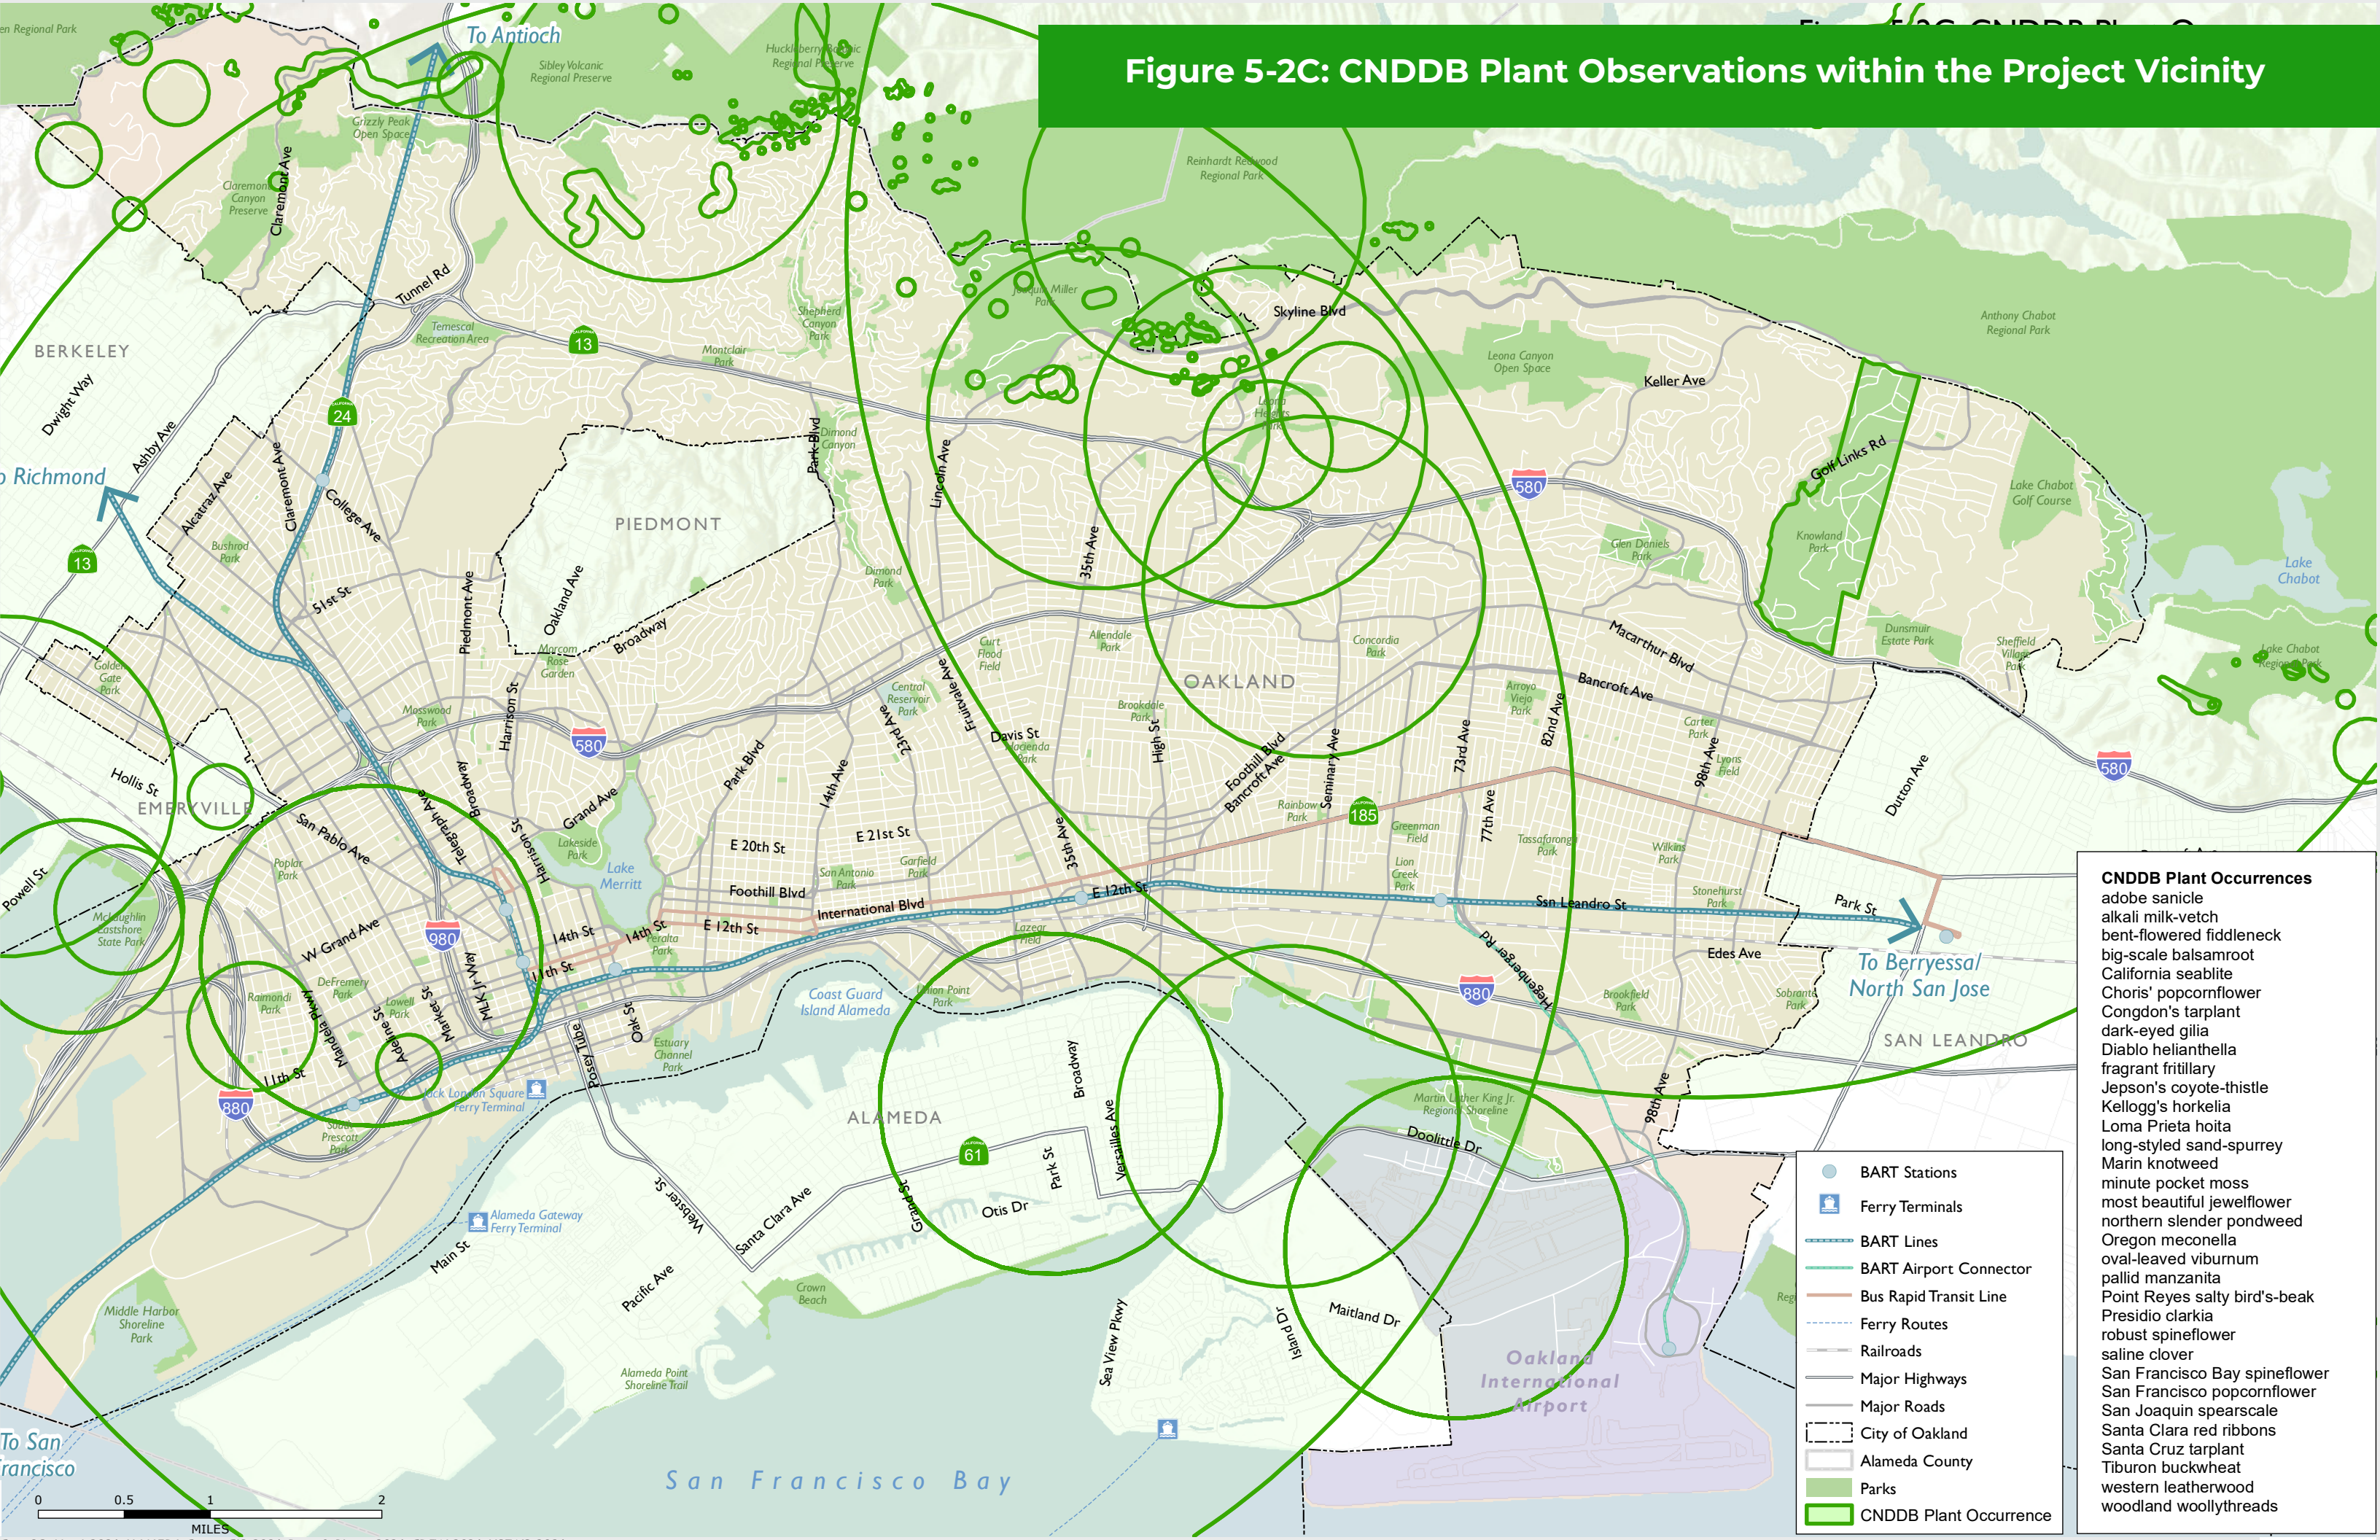 Figure 5-2C: CNDDB Plant Observations within the Project Vicinity
en Regional Park
To Antioch
Sibley Volcanic
Regional Preserve
Huckleberry Botanic
Regional Preserve
Grizzly Peak
Open Space
Claremont Ave
Claremont
Canyon
Preserve
Reinhardt Redwood
Regional Park
Tunnel Rd
Temescal
Recreation Area
13
Shepherd
Canyon
Park
Montclair
Park
Joaquin Miller
Park
Skyline Blvd
Anthony Chabot
Regional Park
BERKELEY
Dwight Way
24
Leona Canyon
Open Space
Keller Ave
Leona
Heights
Park
Ashby Ave
Park Blvd
Dimond
Canyon
Lincoln Ave
Golf Links Rd
o Richmond
Alcatraz Ave
Claremont Ave
College Ave
580
Lake Chabot
Golf Course
PIEDMONT
13
Bushrod
Park
35th Ave
Glen Daniels
Park
Knowland
Park
Lake
Chabot
51st St
Piedmont Ave
Oakland Ave
Broadway
Dimond
Park
Morcom
Rose
Garden
Curt
Flood
Field
Allendale
Park
Concordia
Park
Macarthur Blvd
Dunsmuir
Estate Park
Sheffield
Village
Park
Lake Chabot
Regional Park
Golden
Gate
Park
Mosswood
Park
Harrison St
580
Central
Reservoir
Park
23rd Ave
Fruitvale Ave
OAKLAND
Brookdale
Park
High St
Bancroft Ave
Arroyo
Viejo
Park
82nd Ave
73rd Ave
Carter
Park
98th Ave
Lyons
Field
Davis St
Hacienda
Park
Foothill Blvd
Bancroft Ave
Seminary Ave
580
Dutton Ave
Hollis St
EMERYVILLE
Park Blvd
14th Ave
San Pablo Ave
Telegraph Ave
Broadway
Harrison St
Grand Ave
Lakeside
Park
Lake
Merritt
E 20th St
E 21st St
Garfield
Park
San Antonio
Park
35th Ave
Rainbow
Park
185
Greenman
Field
77th Ave
Tassafaronga
Park
Wilkins
Park
Lion
Creek
Park
Stonehurst
Park
Poplar
Park
Powell St
McLaughlin
Eastshore
State Park
Foothill Blvd
International Blvd
E 12th St
E 12th St
Ssn Leandro St
Park St
W Grand Ave
980
14th St
14th St
11th St
Peralta
Park
Lazear
Field
Hegenberger Rd
Edes Ave
To Berryessa/
North San Jose
DeFremery
Park
Raimondi
Park
Lowell
Park
Mandela Pkwy
Adeline St
Market St
MLK Jr Way
Coast Guard
Island Alameda
Union Point
Park
880
Brookfield
Park
Sobrante
Park
SAN LEANDRO
Oak St
Posey Tube
Estuary
Channel
Park
11th St
880
Jack London Square
Ferry Terminal
South
Prescott
Park
ALAMEDA
Broadway
Versailles Ave
Martin Luther King Jr.
Regional Shoreline
98th Ave
Doolittle Dr
61
Park St
Grand St
Otis Dr
Webster St
Santa Clara Ave
Alameda Gateway
Ferry Terminal
Main St
Pacific Ave
Crown
Beach
Middle Harbor
Shoreline
Park
Alameda Point
Shoreline Trail
Sea View Pkwy
Island Dr
Maitland Dr
Oakland
International
Airport
To San
rancisco
San Francisco Bay
0 0.5 1 2
MILES
BART Stations
Ferry Terminals
BART Lines
BART Airport Connector
Bus Rapid Transit Line
Ferry Routes
Railroads
Major Highways
Major Roads
City of Oakland
Alameda County
Parks
CNDDB Plant Occurrence
CNDDB Plant Occurrences
adobe sanicle
alkali milk-vetch
bent-flowered fiddleneck
big-scale balsamroot
California seablite
Choris' popcornflower
Congdon's tarplant
dark-eyed gilia
Diablo helianthella
fragrant fritillary
Jepson's coyote-thistle
Kellogg's horkelia
Loma Prieta hoita
long-styled sand-spurrey
Marin knotweed
minute pocket moss
most beautiful jewelflower
northern slender pondweed
Oregon meconella
oval-leaved viburnum
pallid manzanita
Point Reyes salty bird's-beak
Presidio clarkia
robust spineflower
saline clover
San Francisco Bay spineflower
San Francisco popcornflower
San Joaquin spearscale
Santa Clara red ribbons
Santa Cruz tarplant
Tiburon buckwheat
western leatherwood
woodland woollythreads